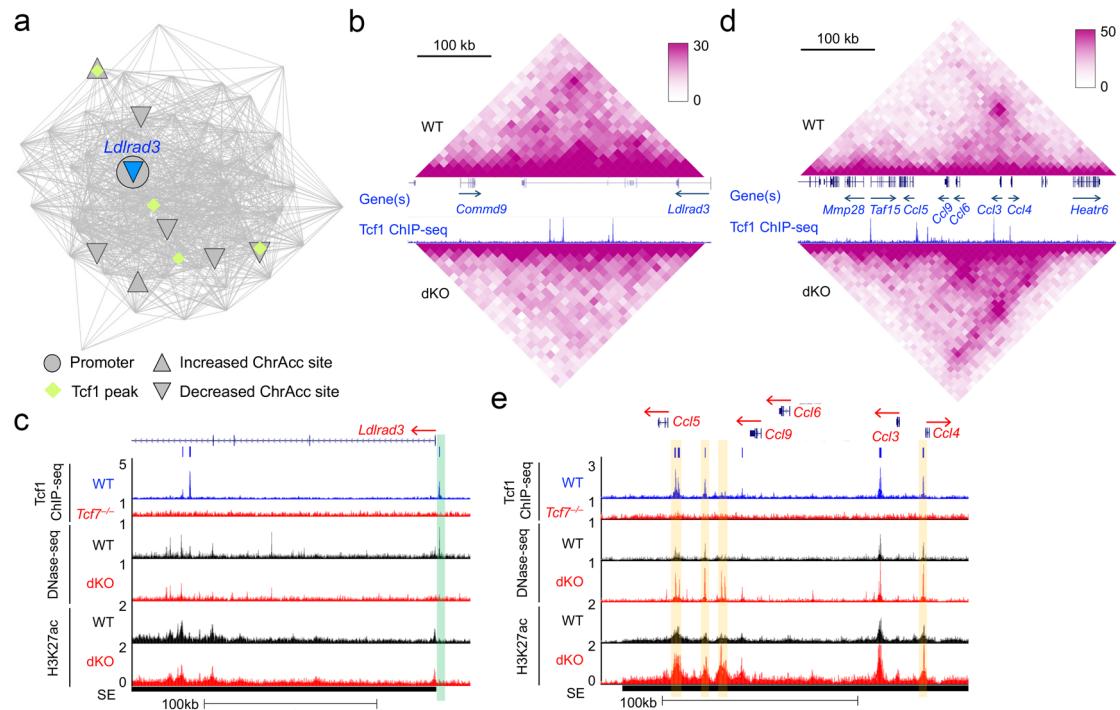 a
Ldlrad3
Promoter
Increased ChrAcc site
Tcf1 peak
Decreased ChrAcc site
b
100 kb
30
0
WT
Gene(s)
Commd9
Ldlrad3
Tcf1 ChIP-seq
dKO
d
100 kb
50
0
WT
Gene(s)
Mmp28
Taf15
Ccl5
Ccl9
Ccl6
Ccl3
Ccl4
Heatr6
Tcf1 ChIP-seq
dKO
c
Ldlrad3
Tcf1
ChIP-seq
5
WT
1
Tcf7–/–
DNase-seq
1
WT
1
dKO
H3K27ac
2
WT
2
dKO
0
SE
100kb
e
Ccl5
Ccl6
Ccl9
Ccl3
Ccl4
Tcf1
ChIP-seq
3
WT
1
Tcf7–/–
DNase-seq
1
WT
1
dKO
H3K27ac
2
WT
2
dKO
0
SE
100kb